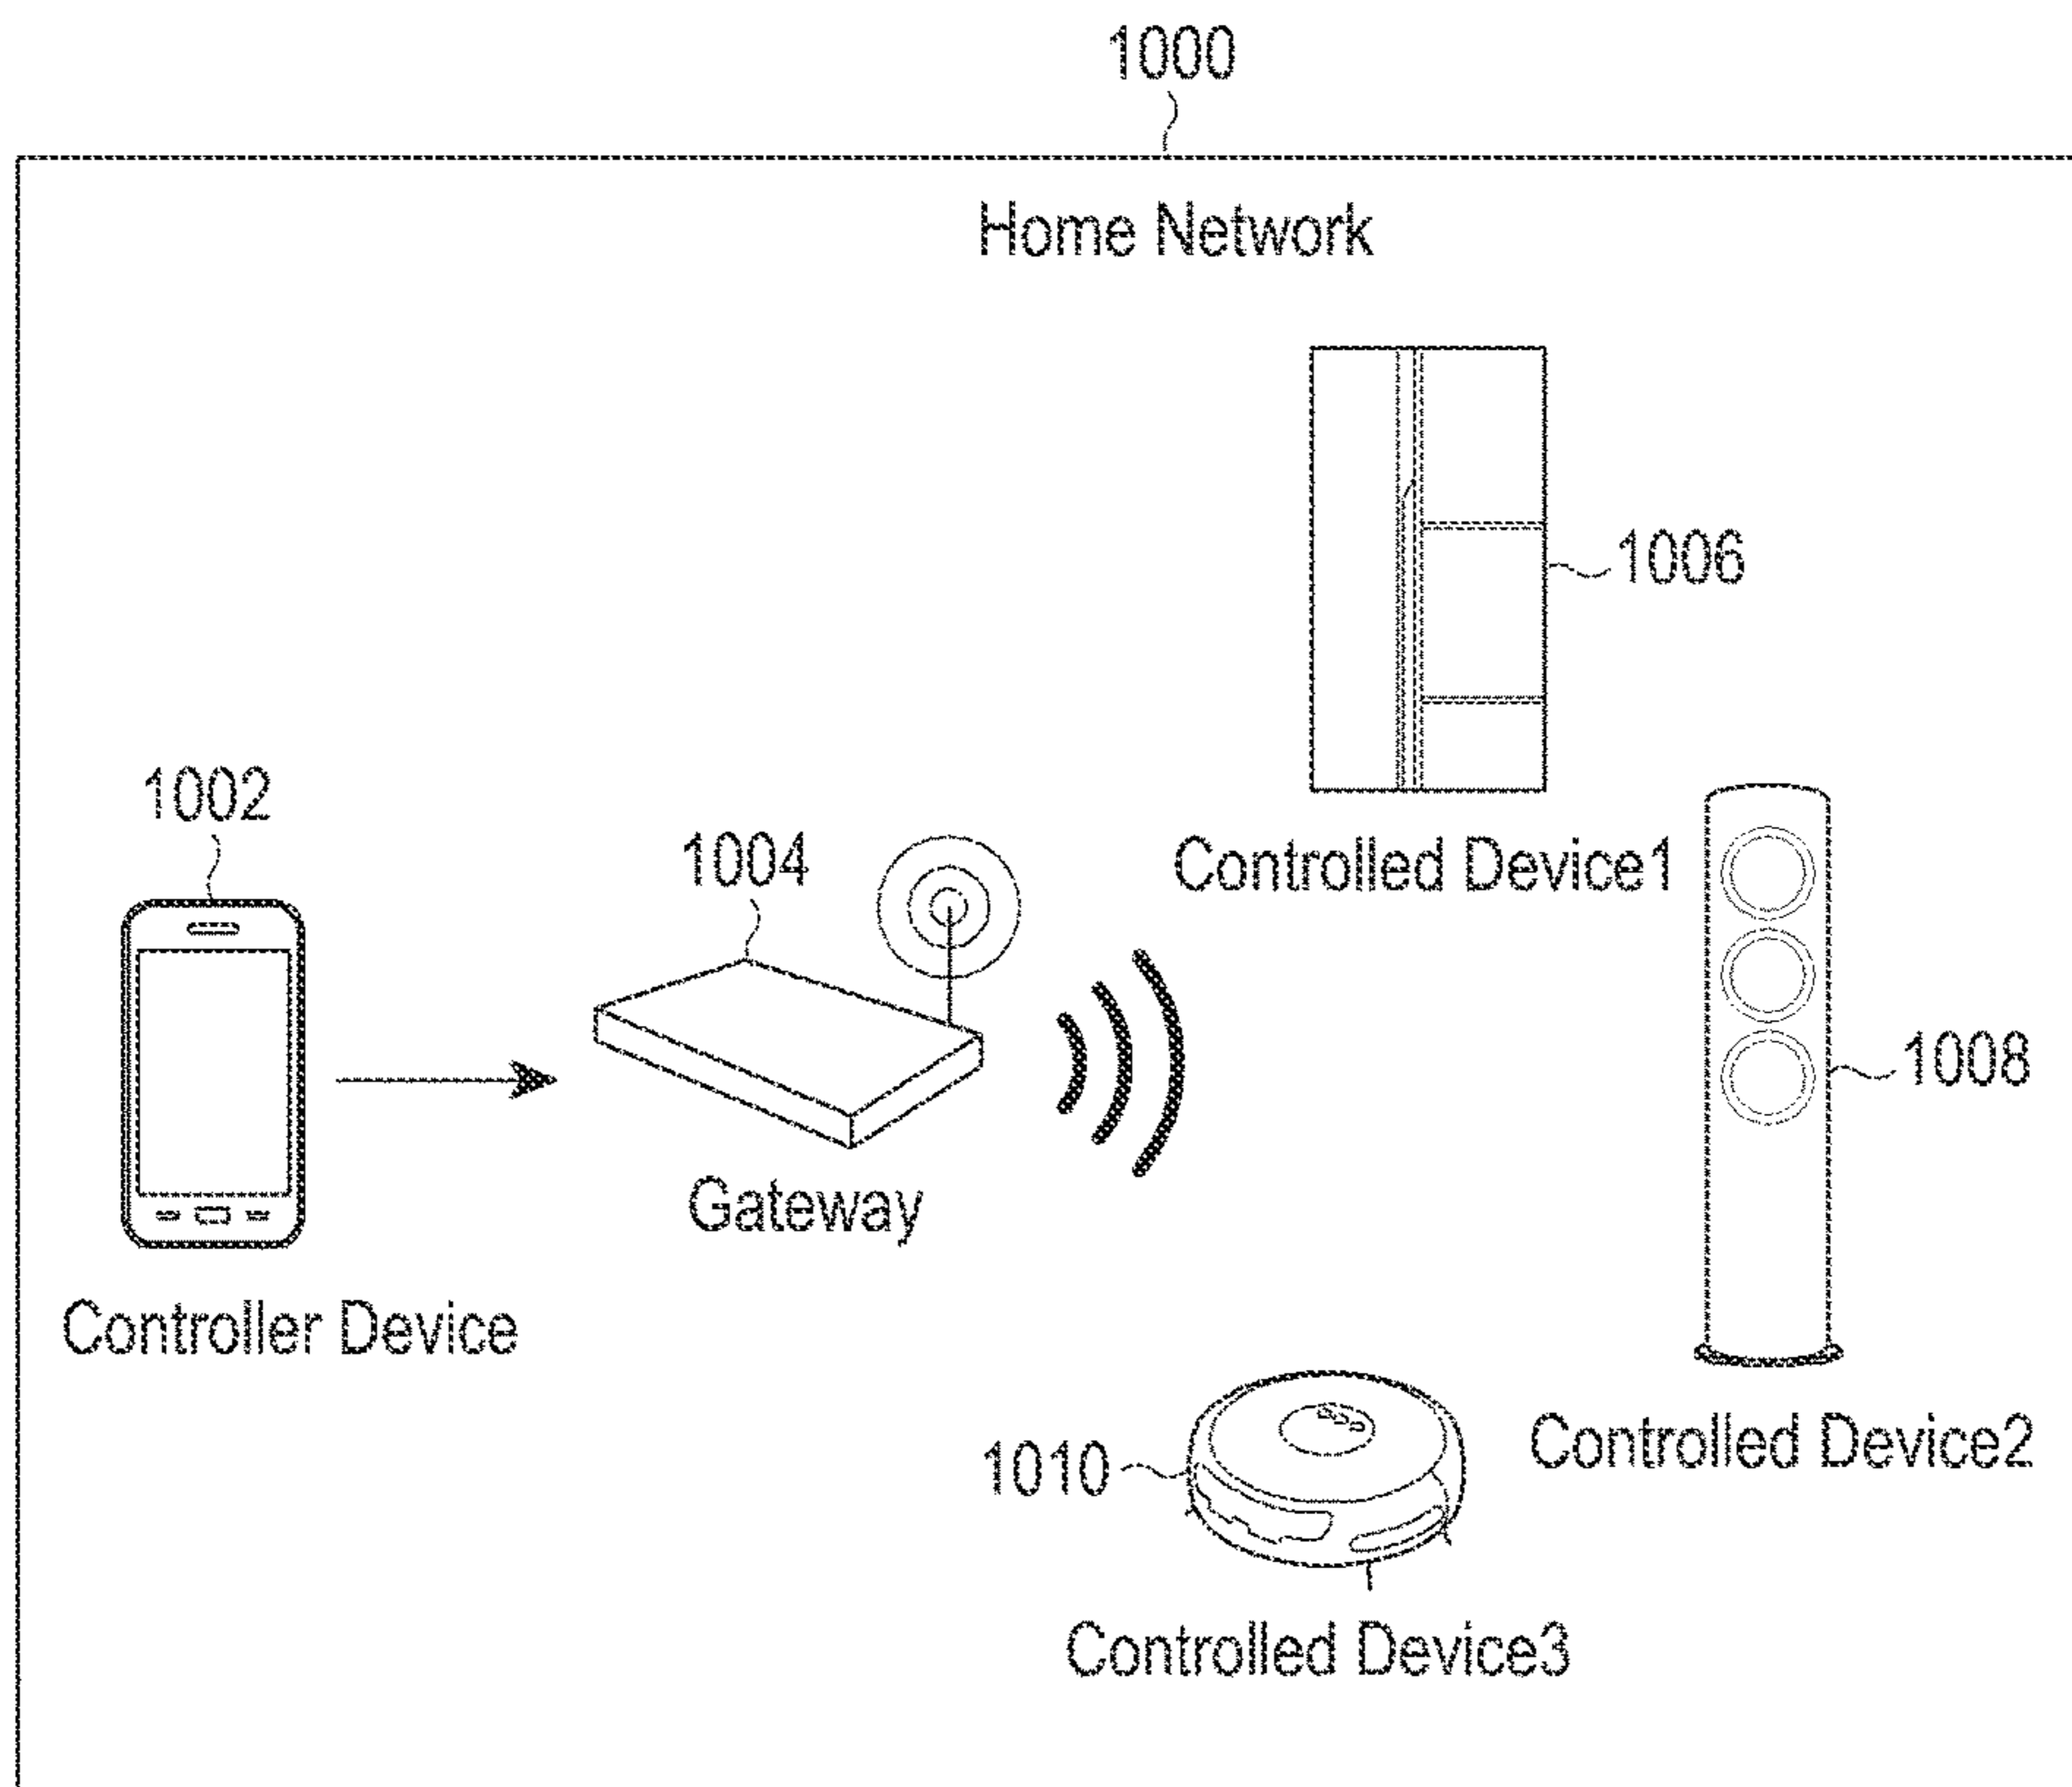 1000
Home Network
1006
1002
1004
Controlled Device1
1008
Gateway
Controller Device
Controlled Device2
1010
Controlled Device3